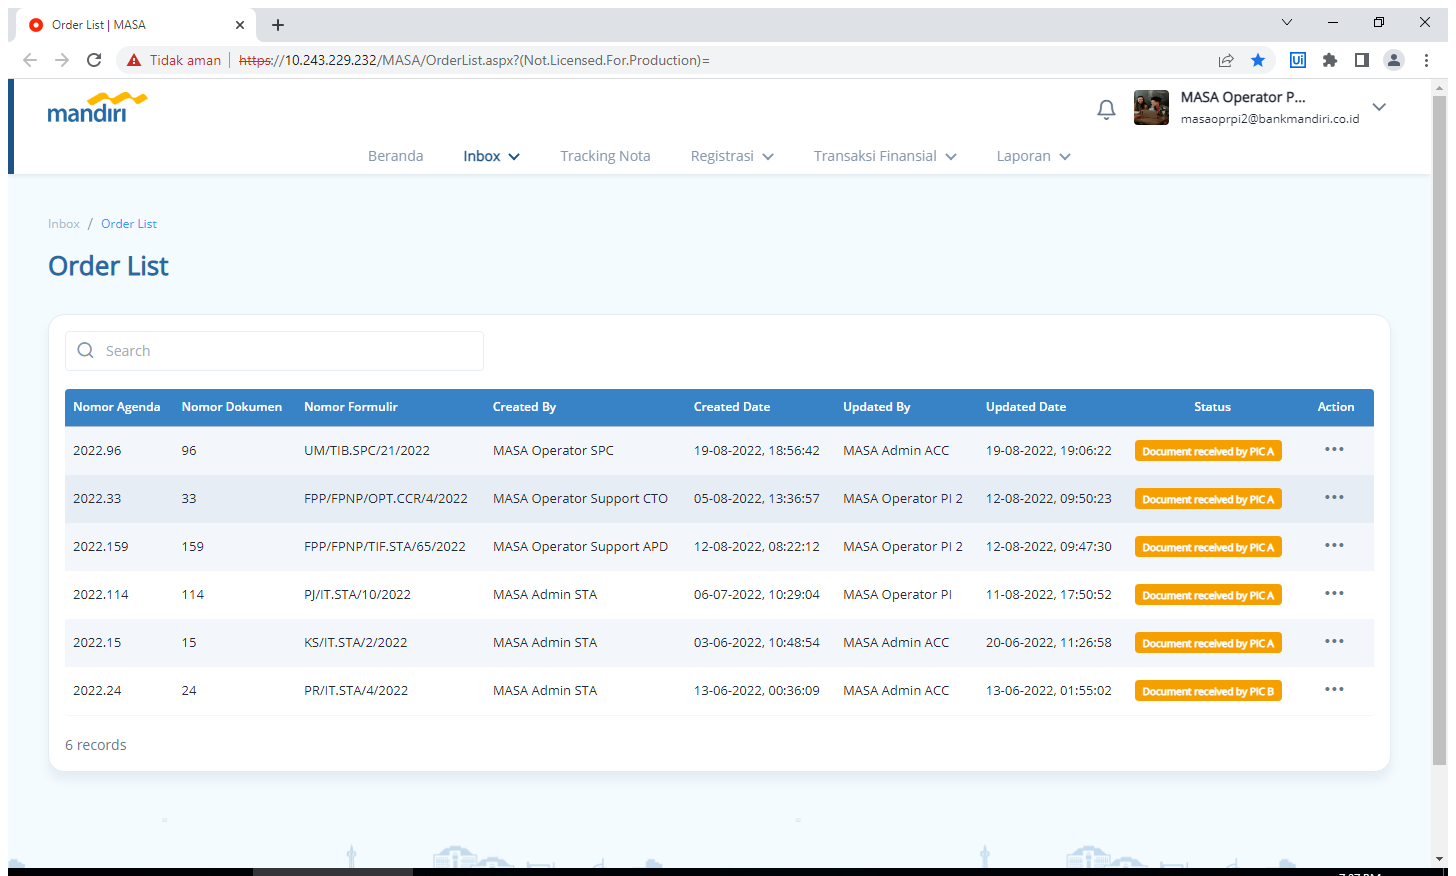 Order List | MASA
Tidak aman | https://10.243.229.232/MASA/OrderList.aspx?(Not.Licensed.For.Production)=
mandiri
MASA Operator P...
masaoprpi2@bankmandiri.co.id
Beranda Inbox Tracking Nota Registrasi Transaksi Finansial Laporan
Inbox / Order List
Order List
Search
Nomor Agenda Nomor Dokumen Nomor Formulir Created By Created Date Updated By Updated Date Status Action
2022.96 96 UM/TIB.SPC/21/2022 MASA Operator SPC 19-08-2022, 18:56:42 MASA Admin ACC 19-08-2022, 19:06:22 Document received by PIC A
2022.33 33 FPP/FPNP/OPT.CCR/4/2022 MASA Operator Support CTO 05-08-2022, 13:36:57 MASA Operator PI 2 12-08-2022, 09:50:23 Document received by PIC A
2022.159 159 FPP/FPNP/TIF.STA/65/2022 MASA Operator Support APD 12-08-2022, 08:22:12 MASA Operator PI 2 12-08-2022, 09:47:30 Document received by PIC A
2022.114 114 PJ/IT.STA/10/2022 MASA Admin STA 06-07-2022, 10:29:04 MASA Operator PI 11-08-2022, 17:50:52 Document received by PIC A
2022.15 15 KS/IT.STA/2/2022 MASA Admin STA 03-06-2022, 10:48:54 MASA Admin ACC 20-06-2022, 11:26:58 Document received by PIC A
2022.24 24 PR/IT.STA/4/2022 MASA Admin STA 13-06-2022, 00:36:09 MASA Admin ACC 13-06-2022, 01:55:02 Document received by PIC B
6 records